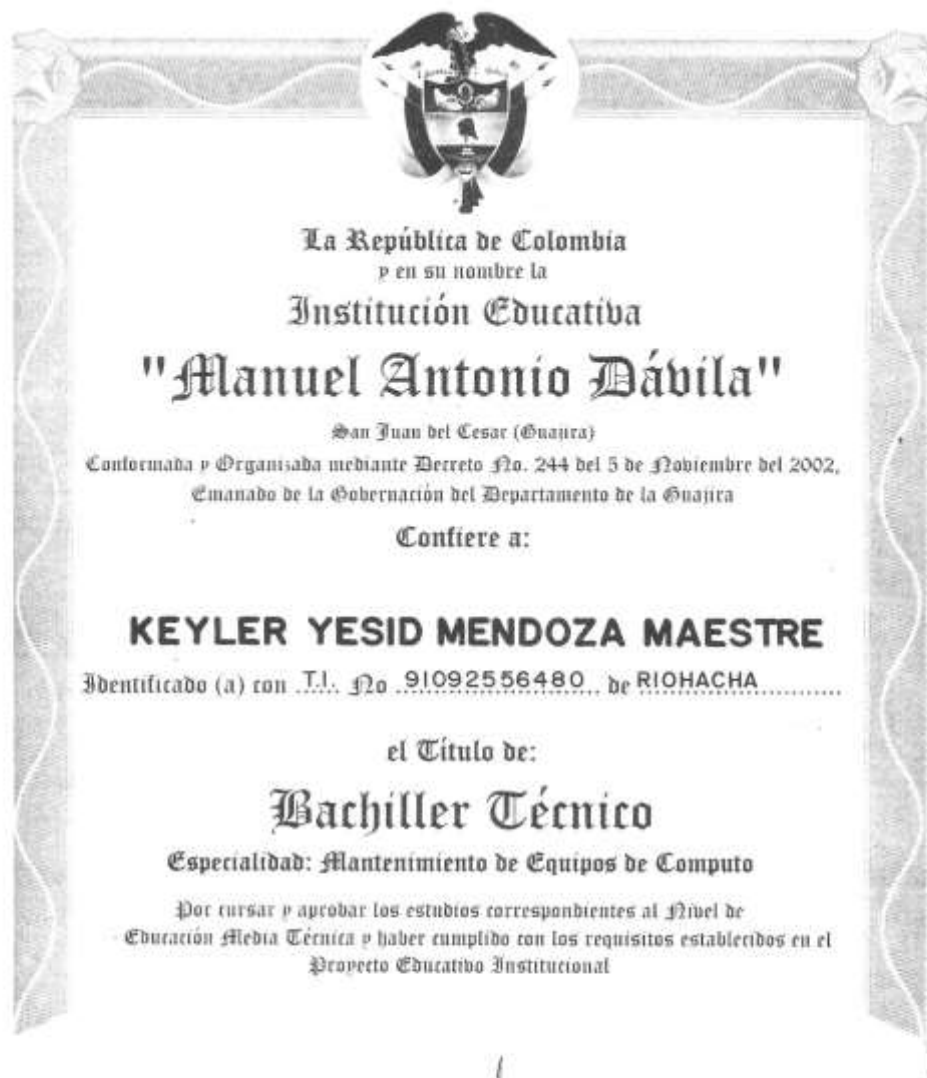 La República de Colombia
y en su nombre la
Institución Educativa
"Manuel Antonio Dávila"
San Juan del Cesar (Guajira)
Conformada y Organizada mediante Decreto No. 244 del 5 de Noviembre del 2002,
Emanado de la Gobernación del Departamento de la Guajira
Confiere a:
KEYLER YESID MENDOZA MAESTRE
Identificado (a) con T.I. No 91092556480 de RIOHACHA
el Título de:
Bachiller Técnico
Especialidad: Mantenimiento de Equipos de Computo
Por cursar y aprobar los estudios correspondientes al Nivel de
Educación Media Técnica y haber cumplido con los requisitos establecidos en el
Proyecto Educativo Institucional